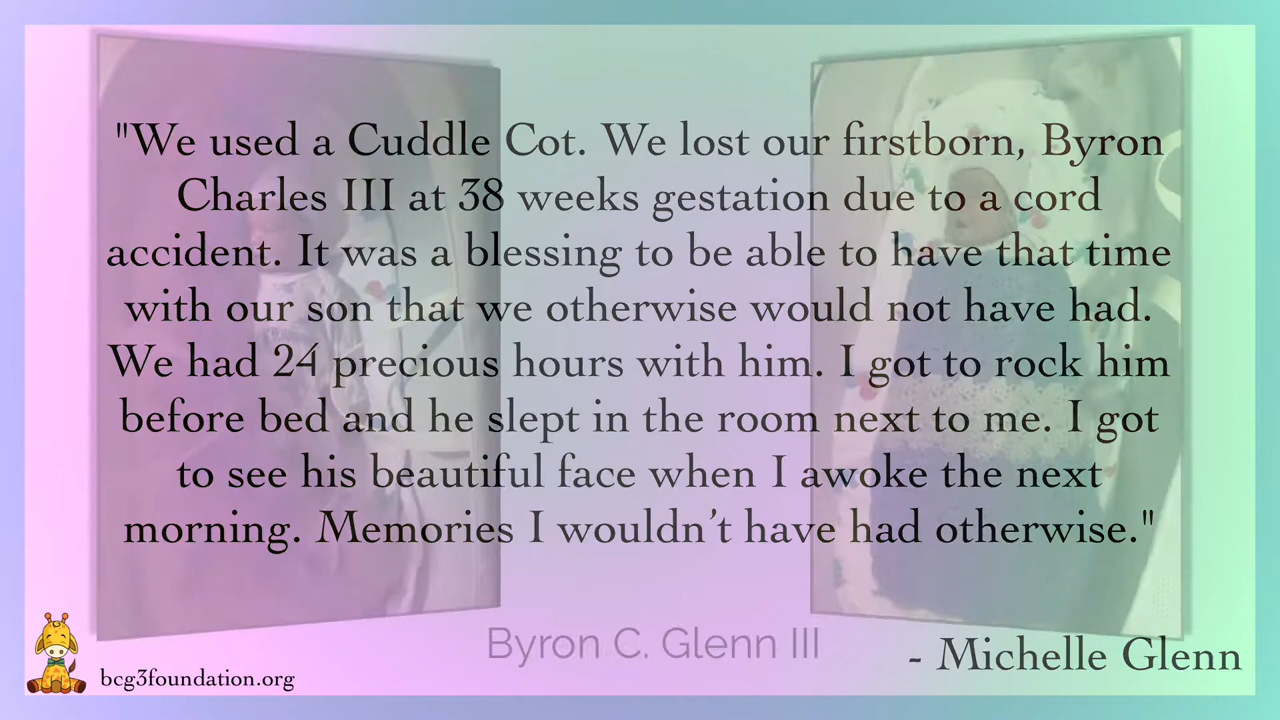 "We used a Cuddle Cot. We lost our firstborn, Byron
Charles III at 38 weeks gestation due to a cord
accident. It was a blessing to be able to have that time
with our son that we otherwise would not have had.
We had 24 precious hours with him. I got to rock him
before bed and he slept in the room next to me. I got
to see his beautiful face when I awoke the next
morning. Memories I wouldn’t have had otherwise."
Byron C. Glenn III
- Michelle Glenn
bcg3foundation.org